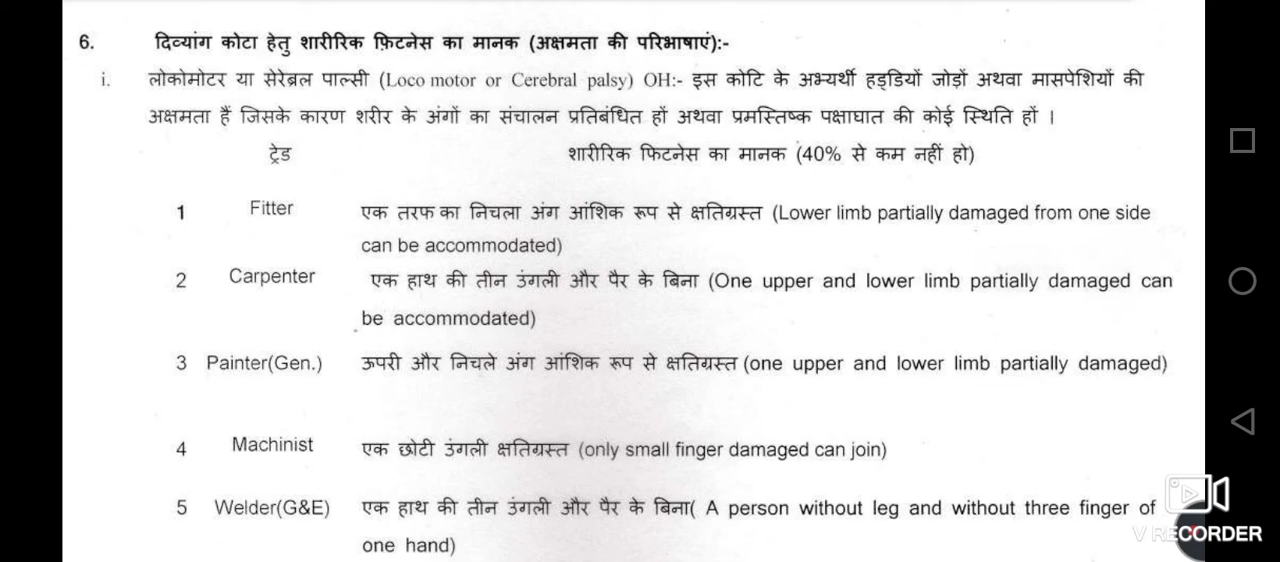 6. दिव्यांग कोटा हेतु शारीरिक फ़िटनेस का मानक (अक्षमता की परिभाषाएं):-
i. लोकोमोटर या सेरेब्रल पाल्सी (Loco motor or Cerebral palsy) OH:- इस कोटि के अभ्यर्थी हड्डियों जोड़ों अथवा मासपेशियों की
अक्षमता हैं जिसके कारण शरीर के अंगों का संचालन प्रतिबंधित हों अथवा प्रमस्तिष्क पक्षाघात की कोई स्थिति हों ।
ट्रेड शारीरिक फिटनेस का मानक (40% से कम नहीं हो)
1 Fitter एक तरफ का निचला अंग आंशिक रूप से क्षतिग्रस्त (Lower limb partially damaged from one side
can be accommodated)
2 Carpenter एक हाथ की तीन उंगली और पैर के बिना (One upper and lower limb partially damaged can
be accommodated)
3 Painter(Gen.) ऊपरी और निचले अंग आंशिक रूप से क्षतिग्रस्त (one upper and lower limb partially damaged)
4 Machinist एक छोटी उंगली क्षतिग्रस्त (only small finger damaged can join)
5 Welder(G&E) एक हाथ की तीन उंगली और पैर के बिना( A person without leg and without three finger of
one hand)
V RECORDER